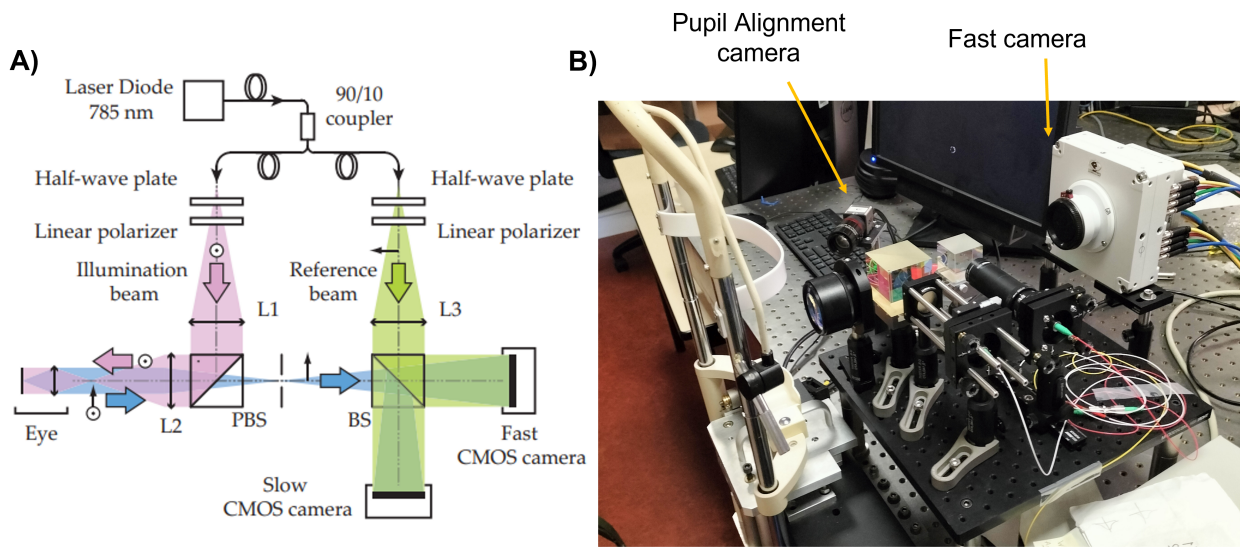 A)
Laser Diode
785 nm
90/10
coupler
Half-wave plate
Half-wave plate
Linear polarizer
Linear polarizer
Illumination
beam
Reference
beam
L1
L3
Eye
L2
PBS
BS
Fast
CMOS camera
Slow
CMOS camera
B)
Pupil Alignment
camera
Fast camera